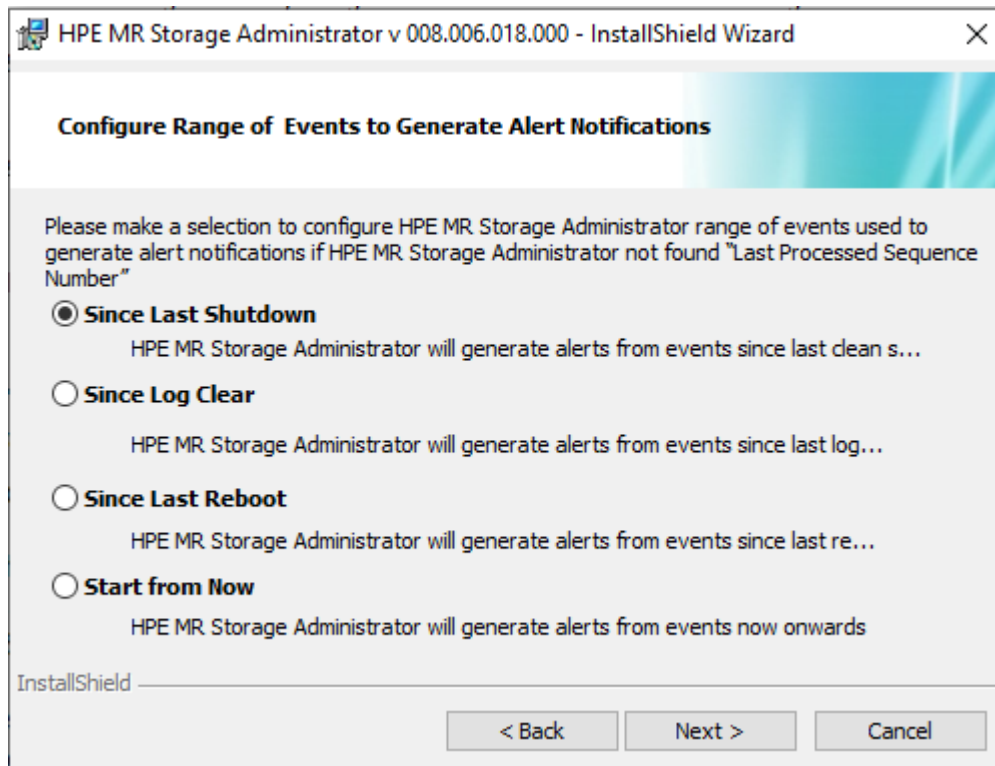 HPE MR Storage Administrator v 008.006.018.000 - InstallShield Wizard
Configure Range of  Events to Generate Alert Notifications
Please make a selection to configure HPE MR Storage Administrator range of events used to
generate alert notifications if HPE MR Storage Administrator not found “Last Processed Sequence
Number”
Since Last Shutdown
HPE MR Storage Administrator will generate alerts from events since last clean s...
Since Log Clear
HPE MR Storage Administrator will generate alerts from events since last log...
Since Last Reboot
HPE MR Storage Administrator will generate alerts from events since last re...
Start from Now
HPE MR Storage Administrator will generate alerts from events now onwards
InstallShield
< Back Next > Cancel